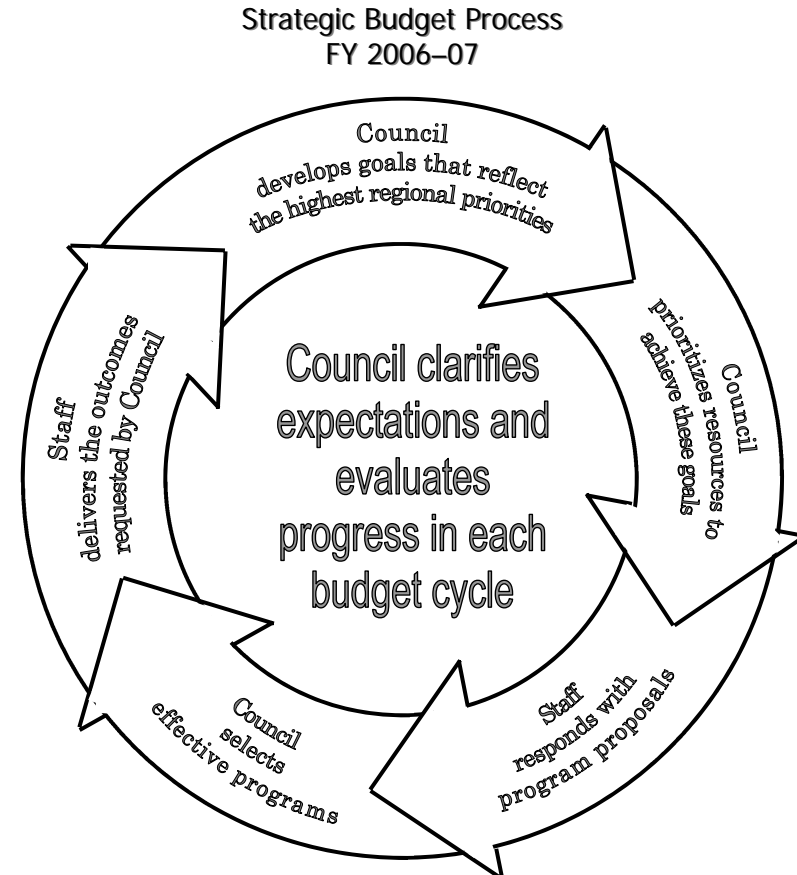 Strategic Budget Process
FY 2006–07
Council
develops goals that reflect
the highest regional priorities
Council
prioritizes resources to
achieve these goals
Staff
responds with
program proposals
Council
selects
effective programs
Staff
delivers the outcomes
requested by Council
Council clarifies
expectations and
evaluates
progress in each
budget cycle